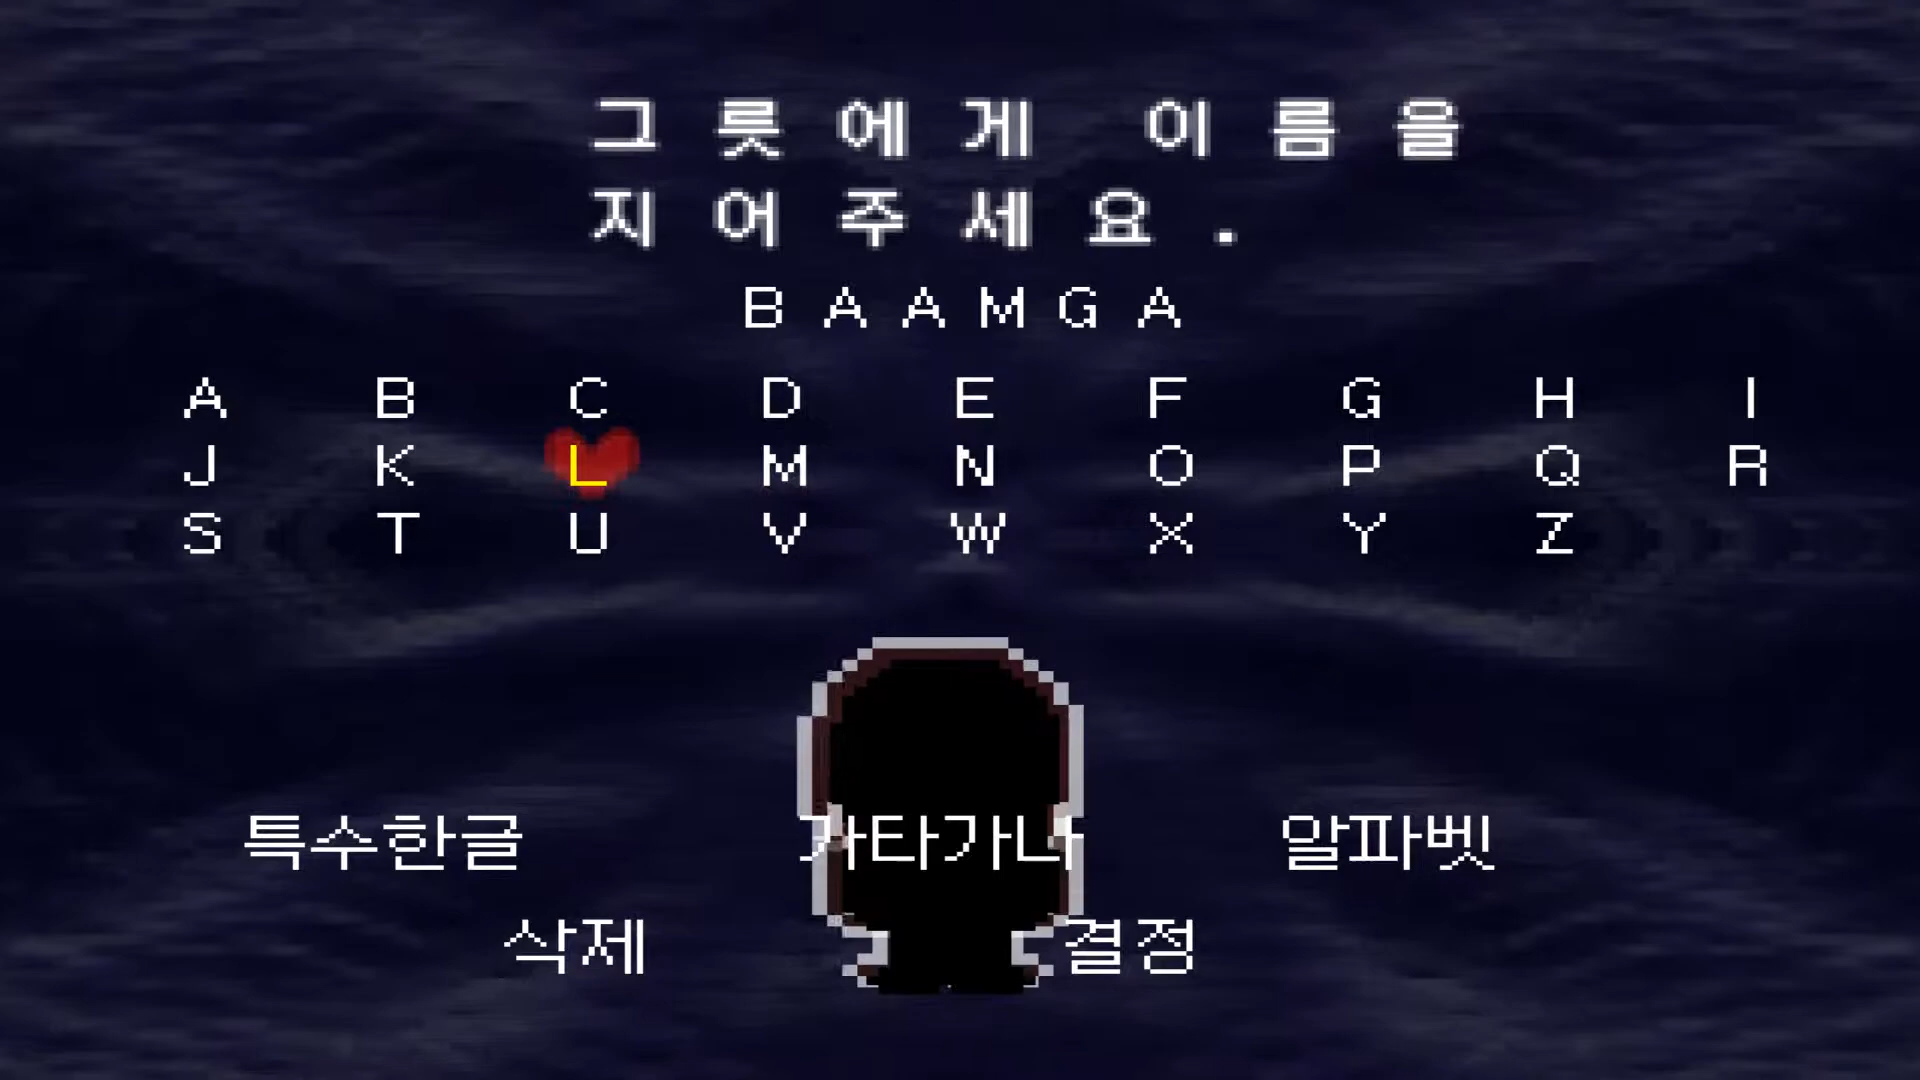 그릇에게 이름을
지어주세요.
BAAMGA
A B C D E F G H I
J K L M N O P Q R
S T U V W X Y Z
특수한글 가타가나 알파벳
삭제 결정